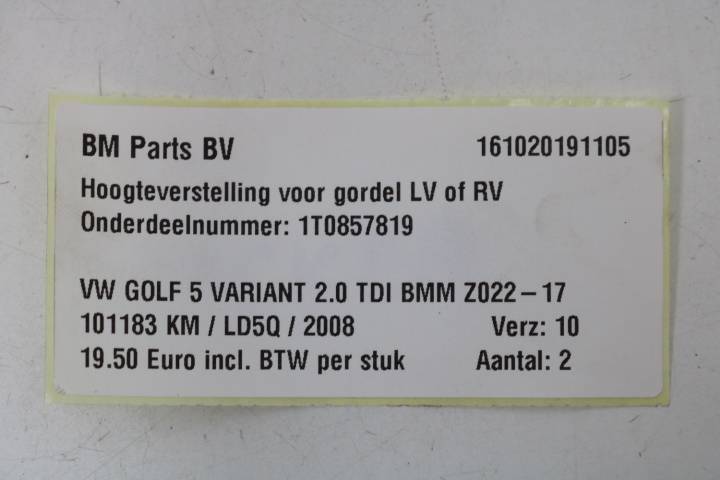 BM Parts BV 161020191105
Hoogteverstelling voor gordel LV of RV
Onderdeelnummer: 1T0857819
VW GOLF 5 VARIANT 2.0 TDI BMM Z022-17
101183 KM / LD5Q / 2008 Verz: 10
19.50 Euro incl. BTW per stuk Aantal: 2